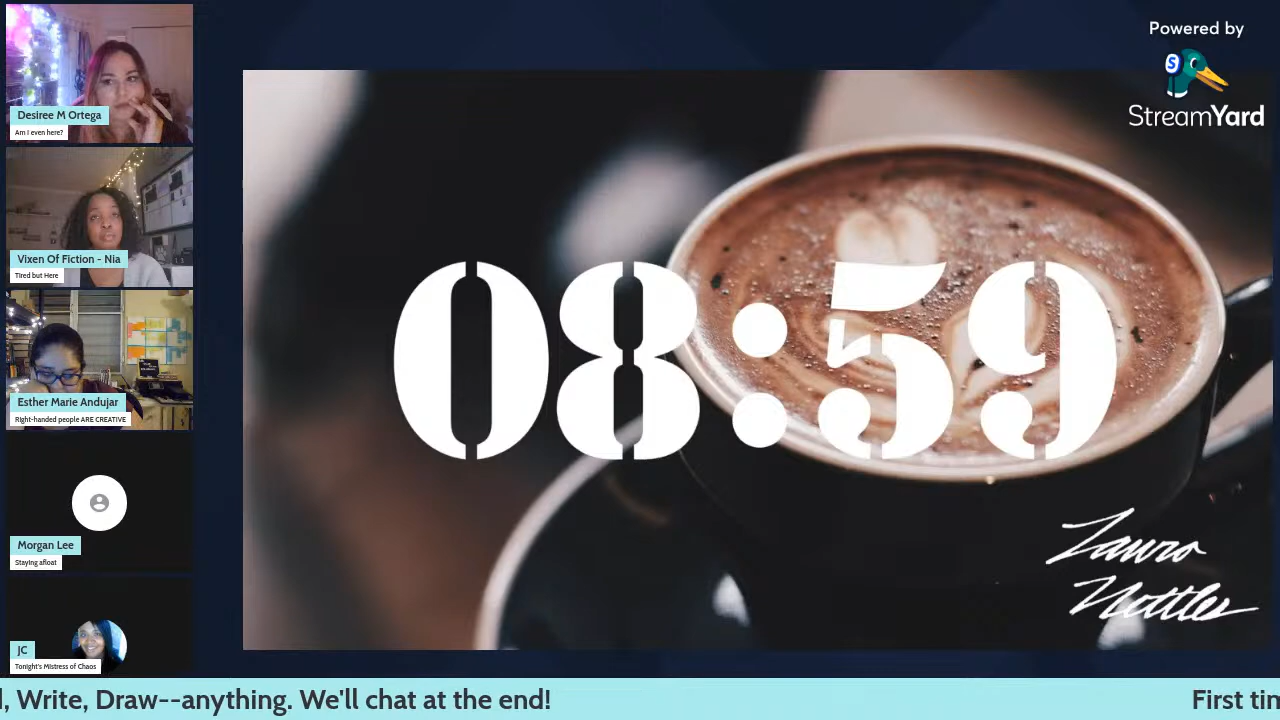 Powered by
StreamYard
Desiree M Ortega
Am I even here?
Vixen Of Fiction - Nia
Tired but Here
Esther Marie Andujar
Right-handed people ARE CREATIVE
Morgan Lee
Staying afloat
JC
Tonight's Mistress of Chaos
08:59
Lauro
Nottler
, Write, Draw--anything. We'll chat at the end!
First